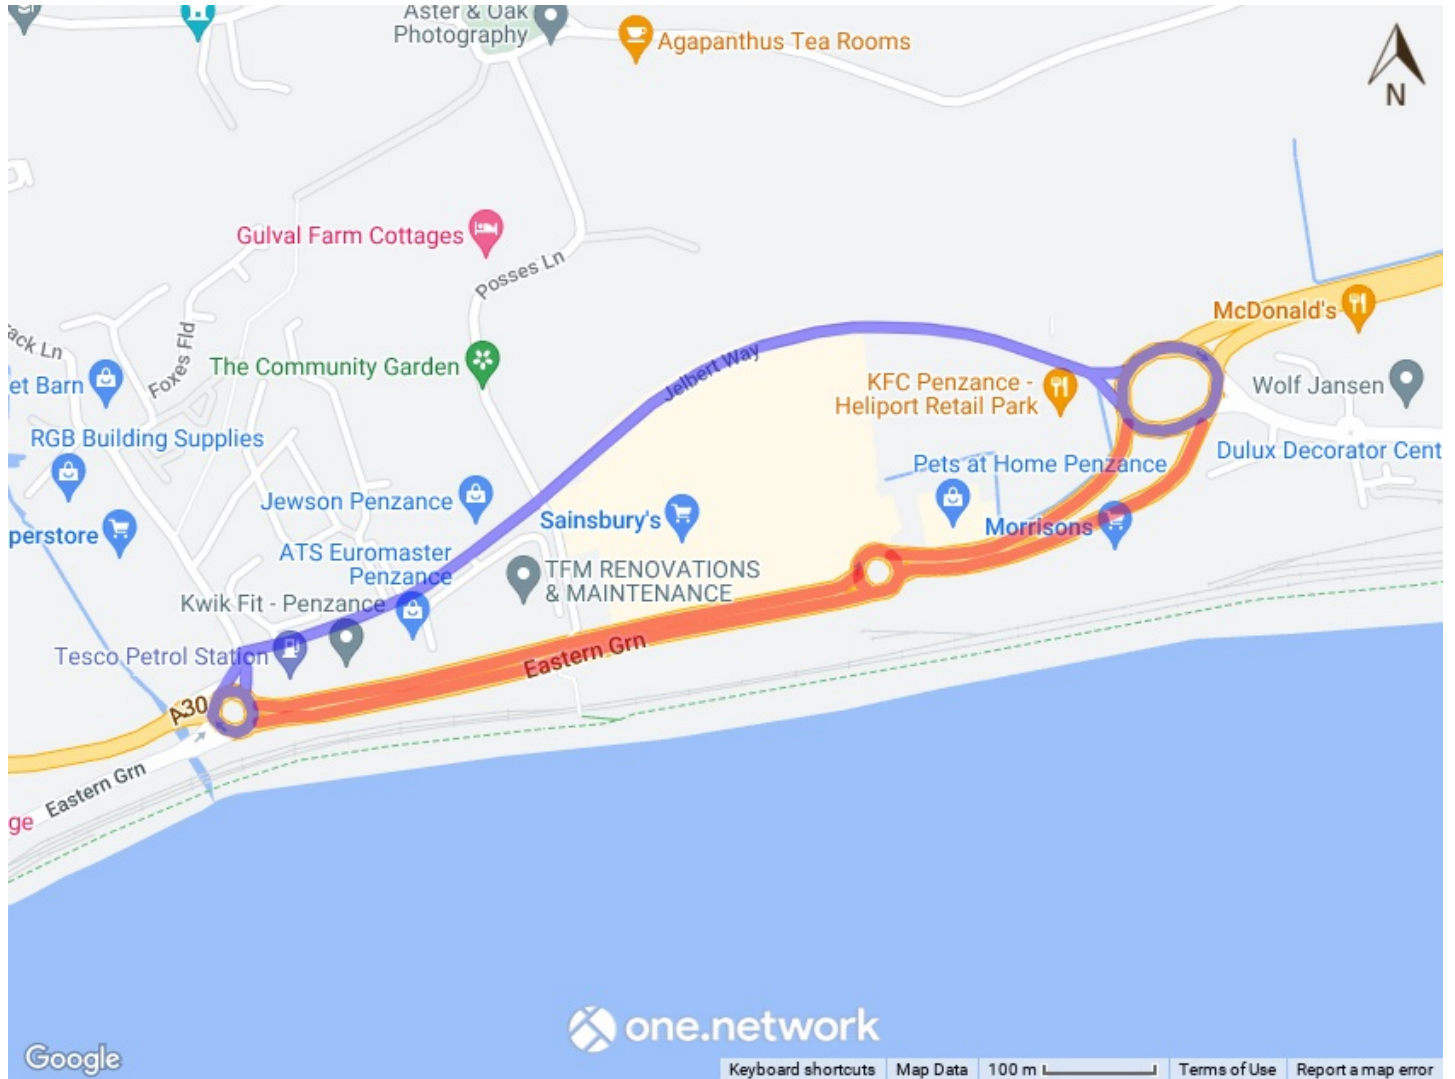 Aster & Oak
Photography
Agapanthus Tea Rooms
N
Gulval Farm Cottages
Posses Ln
McDonald's
ack Ln
Foxes Fld
The Community Garden
Jelbert Way
et Barn
KFC Penzance -
Heliport Retail Park
Wolf Jansen
RGB Building Supplies
Pets at Home Penzance
Dulux Decorator Cent
Jewson Penzance
Sainsbury's
Morrisons
perstore
ATS Euromaster
Penzance
TFM RENOVATIONS
& MAINTENANCE
Kwik Fit - Penzance
Tesco Petrol Station
Eastern Grn
A30
Eastern Grn
ge
one.network
Google
Keyboard shortcuts
Map Data
100 m
Terms of Use
Report a map error